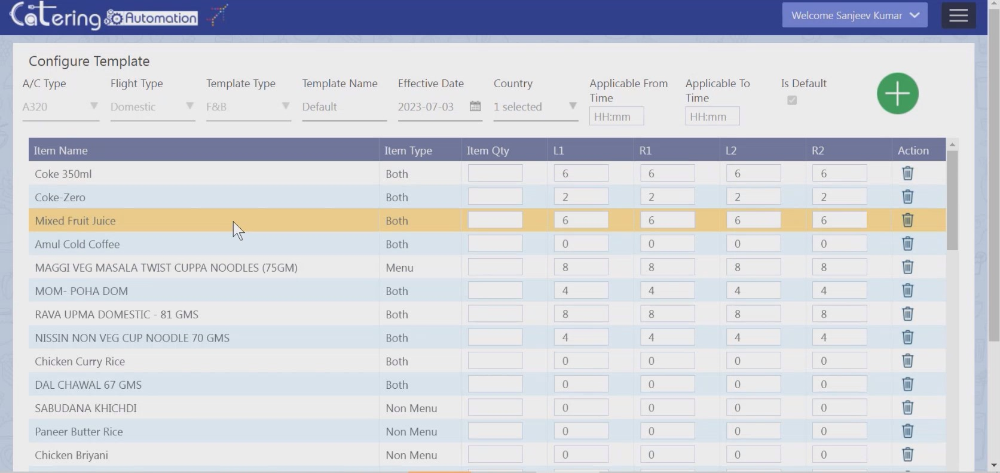 Catering Automation
Welcome Sanjeev Kumar
Configure Template
A/C Type Flight Type Template Type Template Name Effective Date Country Applicable From Time Applicable To Time Is Default
A320 Domestic F&B Default 2023-07-03 1 selected HH:mm HH:mm
Item Name Item Type Item Qty L1 R1 L2 R2 Action
Coke 350ml Both 6 6 6 6
Coke-Zero Both 2 2 2 2
Mixed Fruit Juice Both 6 6 6 6
Amul Cold Coffee Both 0 0 0 0
MAGGI VEG MASALA TWIST CUPPA NOODLES (75GM) Menu 8 8 8 8
MOM- POHA DOM Both 4 4 4 4
RAVA UPMA DOMESTIC - 81 GMS Both 8 8 8 8
NISSIN NON VEG CUP NOODLE 70 GMS Both 4 4 4 4
Chicken Curry Rice Both 0 0 0 0
DAL CHAWAL 67 GMS Both 0 0 0 0
SABUDANA KHICHDI Non Menu 0 0 0 0
Paneer Butter Rice Non Menu 0 0 0 0
Chicken Briyani Non Menu 0 0 0 0